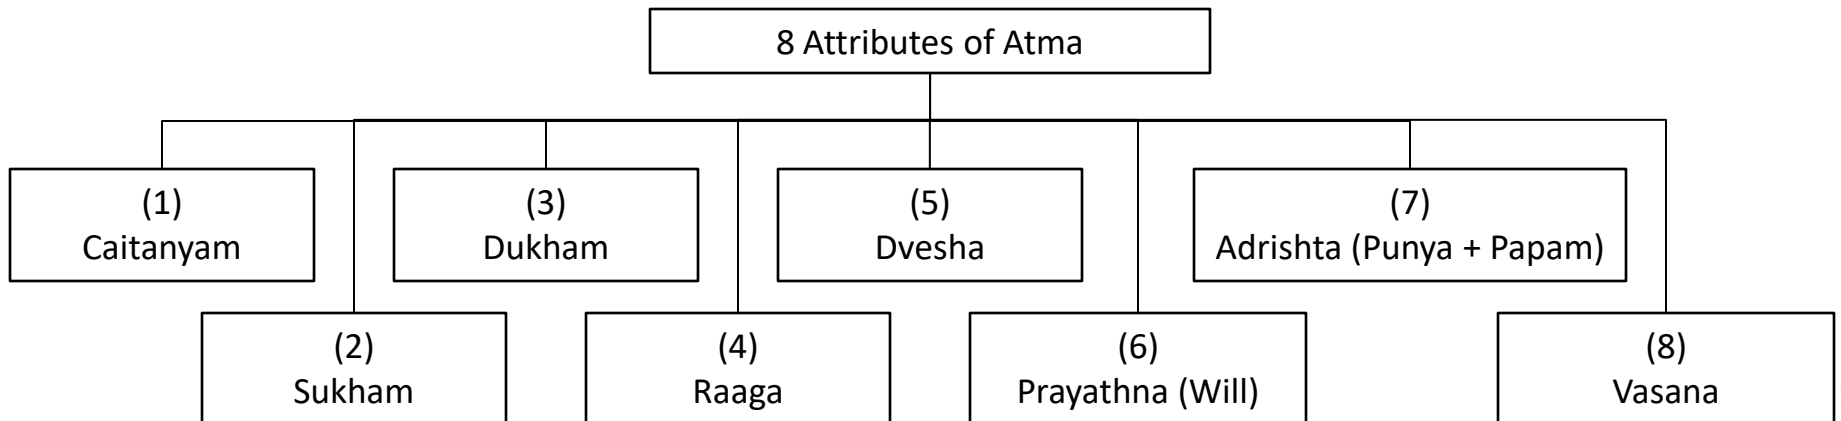 8 Attributes of Atma
(1)
Caitanyam
(3)
Dukham
(5)
Dvesha
(7)
Adrishta (Punya + Papam)
(2)
Sukham
(4)
Raaga
(6)
Prayathna (Will)
(8)
Vasana